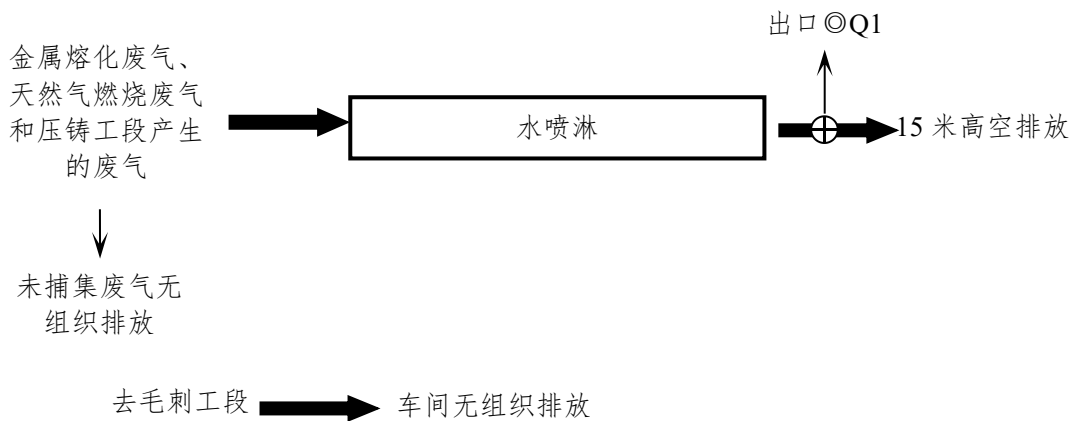 出口◎Q1
金属熔化废气、
天然气燃烧废气
和压铸工段产生
的废气
水喷淋
15 米高空排放
未捕集废气无
组织排放
去毛刺工段
车间无组织排放